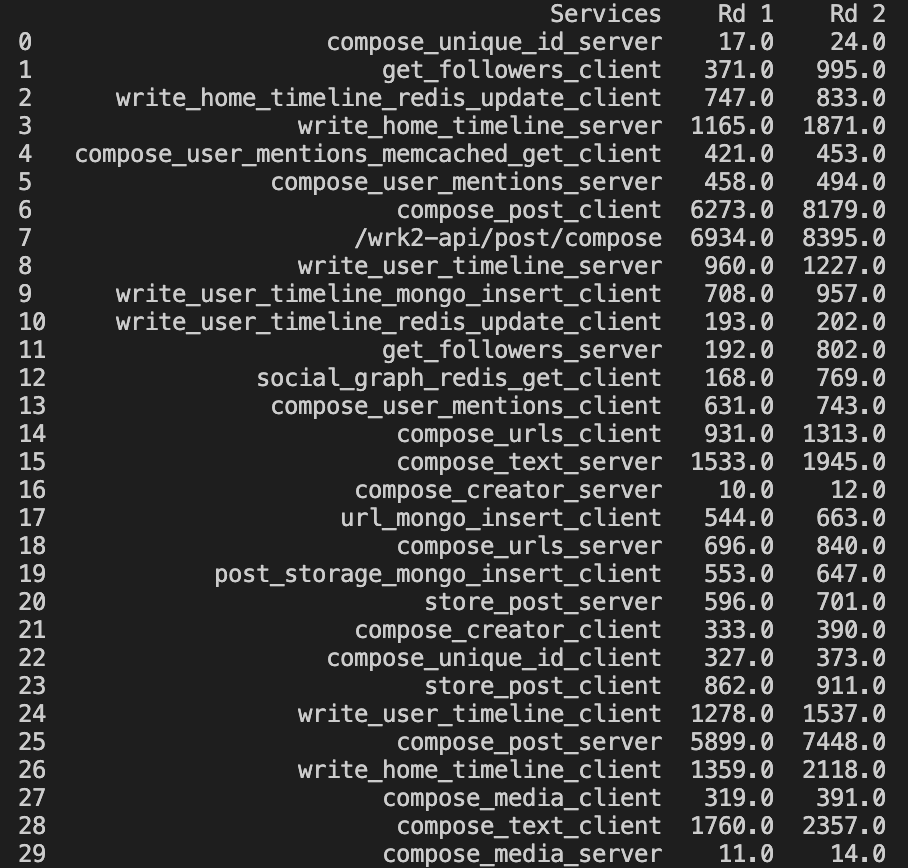 Services Rd 1 Rd 2
0 compose_unique_id_server 17.0 24.0
1 get_followers_client 371.0 995.0
2 write_home_timeline_redis_update_client 747.0 833.0
3 write_home_timeline_server 1165.0 1871.0
4 compose_user_mentions_memcached_get_client 421.0 453.0
5 compose_user_mentions_server 458.0 494.0
6 compose_post_client 6273.0 8179.0
7 /wrk2-api/post/compose 6934.0 8395.0
8 write_user_timeline_server 960.0 1227.0
9 write_user_timeline_mongo_insert_client 708.0 957.0
10 write_user_timeline_redis_update_client 193.0 202.0
11 get_followers_server 192.0 802.0
12 social_graph_redis_get_client 168.0 769.0
13 compose_user_mentions_client 631.0 743.0
14 compose_urls_client 931.0 1313.0
15 compose_text_server 1533.0 1945.0
16 compose_creator_server 10.0 12.0
17 url_mongo_insert_client 544.0 663.0
18 compose_urls_server 696.0 840.0
19 post_storage_mongo_insert_client 553.0 647.0
20 store_post_server 596.0 701.0
21 compose_creator_client 333.0 390.0
22 compose_unique_id_client 327.0 373.0
23 store_post_client 862.0 911.0
24 write_user_timeline_client 1278.0 1537.0
25 compose_post_server 5899.0 7448.0
26 write_home_timeline_client 1359.0 2118.0
27 compose_media_client 319.0 391.0
28 compose_text_client 1760.0 2357.0
29 compose_media_server 11.0 14.0